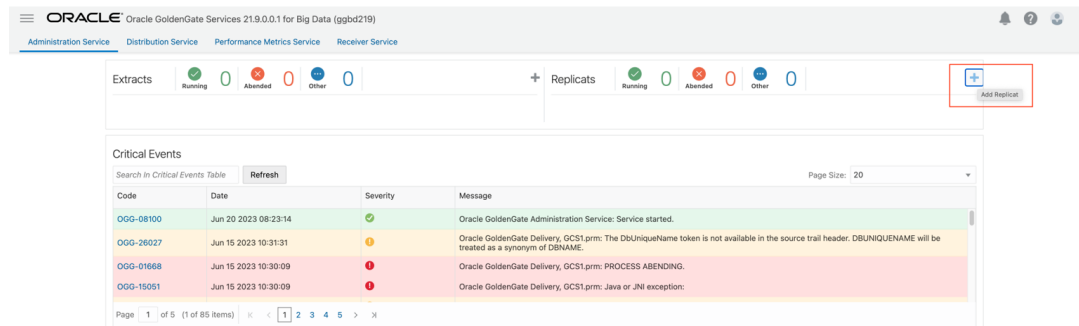 ORACLE® Oracle GoldenGate Services 21.9.0.0.1 for Big Data (ggbd219)
Administration Service Distribution Service Performance Metrics Service Receiver Service
Extracts Running 0 Abended 0 Other 0 + Replicats Running 0 Abended 0 Other 0 +
Add Replicat
Critical Events
Search In Critical Events Table Refresh Page Size: 20
Code Date Severity Message
OGG-08100 Jun 20 2023 08:23:14 Oracle GoldenGate Administration Service: Service started.
OGG-26027 Jun 15 2023 10:31:31 Oracle GoldenGate Delivery, GCS1.prm: The DbUniqueName token is not available in the source trail header. DBUNIQUENAME will be
treated as a synonym of DBNAME.
OGG-01668 Jun 15 2023 10:30:09 Oracle GoldenGate Delivery, GCS1.prm: PROCESS ABENDING.
OGG-15051 Jun 15 2023 10:30:09 Oracle GoldenGate Delivery, GCS1.prm: Java or JNI exception:
Page 1 of 5 (1 of 85 items) 1 2 3 4 5